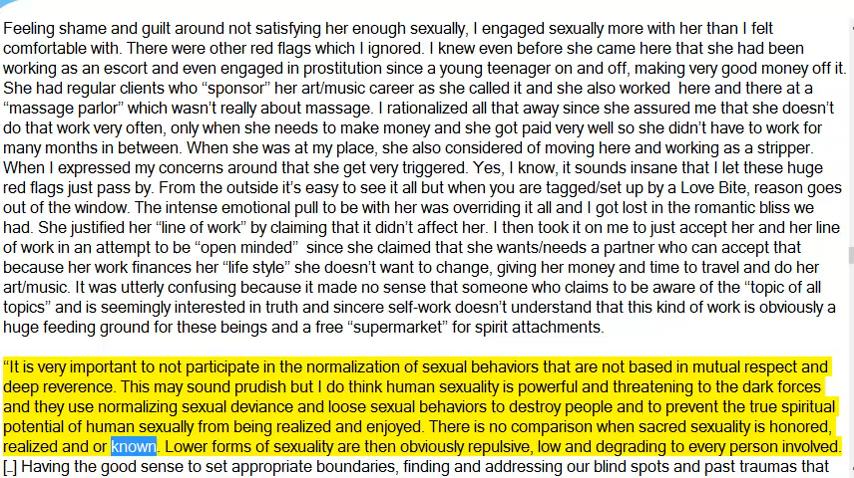 Feeling shame and guilt around not satisfying her enough sexually, I engaged sexually more with her than I felt
comfortable with. There were other red flags which I ignored. I knew even before she came here that she had been
working as an escort and even engaged in prostitution since a young teenager on and off, making very good money off it.
She had regular clients who “sponsor” her art/music career as she called it and she also worked  here and there at a
“massage parlor” which wasn’t really about massage. I rationalized all that away since she assured me that she doesn’t
do that work very often, only when she needs to make money and she got paid very well so she didn’t have to work for
many months in between. When she was at my place, she also considered of moving here and working as a stripper.
When I expressed my concerns around that she get very triggered. Yes, I know, it sounds insane that I let these huge
red flags just pass by. From the outside it’s easy to see it all but when you are tagged/set up by a Love Bite, reason goes
out of the window. The intense emotional pull to be with her was overriding it all and I got lost in the romantic bliss we
had. She justified her “line of work” by claiming that it didn’t affect her. I then took it on me to just accept her and her line
of work in an attempt to be “open minded”  since she claimed that she wants/needs a partner who can accept that
because her work finances her “life style” she doesn’t want to change, giving her money and time to travel and do her
art/music. It was utterly confusing because it made no sense that someone who claims to be aware of the “topic of all
topics” and is seemingly interested in truth and sincere self-work doesn’t understand that this kind of work is obviously a
huge feeding ground for these beings and a free “supermarket” for spirit attachments.
“It is very important to not participate in the normalization of sexual behaviors that are not based in mutual respect and
deep reverence. This may sound prudish but I do think human sexuality is powerful and threatening to the dark forces
and they use normalizing sexual deviance and loose sexual behaviors to destroy people and to prevent the true spiritual
potential of human sexually from being realized and enjoyed. There is no comparison when sacred sexuality is honored,
realized and or known. Lower forms of sexuality are then obviously repulsive, low and degrading to every person involved.
[..] Having the good sense to set appropriate boundaries, finding and addressing our blind spots and past traumas that